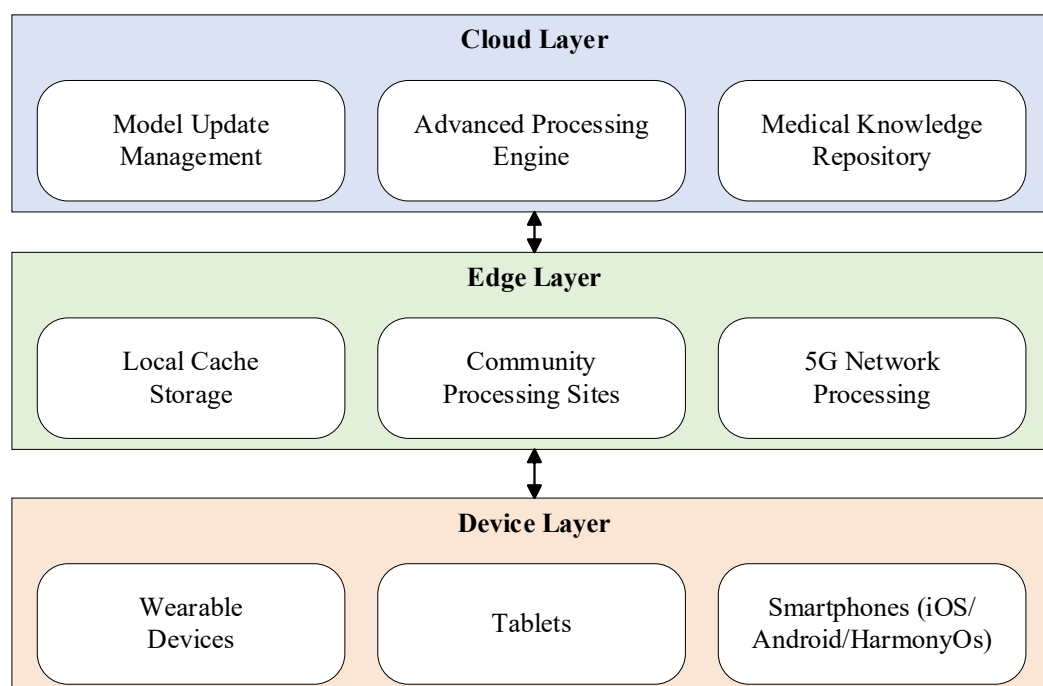 Cloud Layer
Model Update
Management
Advanced Processing
Engine
Medical Knowledge
Repository
Edge Layer
Local Cache
Storage
Community
Processing Sites
5G Network
Processing
Device Layer
Wearable
Devices
Tablets
Smartphones (iOS/
Android/HarmonyOs)